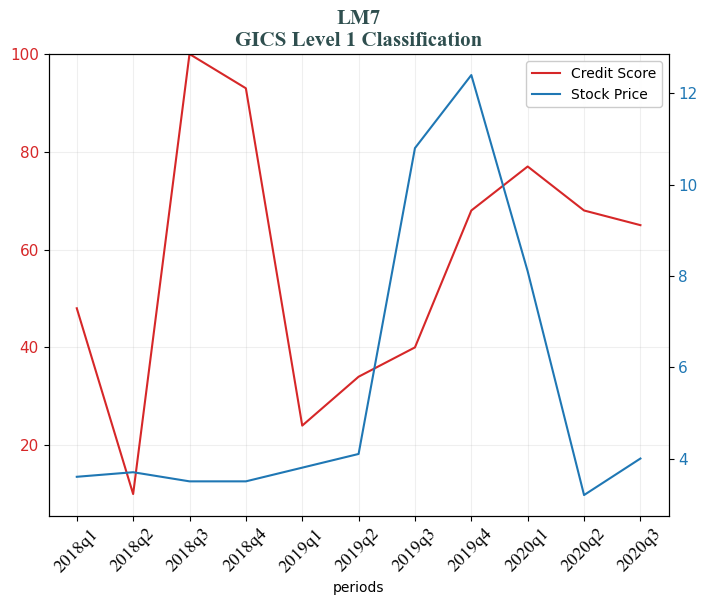 LM7
GICS Level 1 Classification
Credit Score
Stock Price
100
80
60
40
20
12
10
8
6
4
2018q1
2018q2
2018q3
2018q4
2019q1
2019q2
2019q3
2019q4
2020q1
2020q2
2020q3
periods